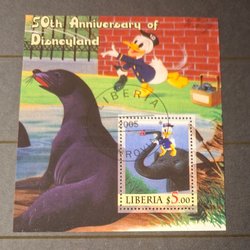 50th Anniversary of
Disneyland
LIBERIA
2005
LIBERIA $5.00